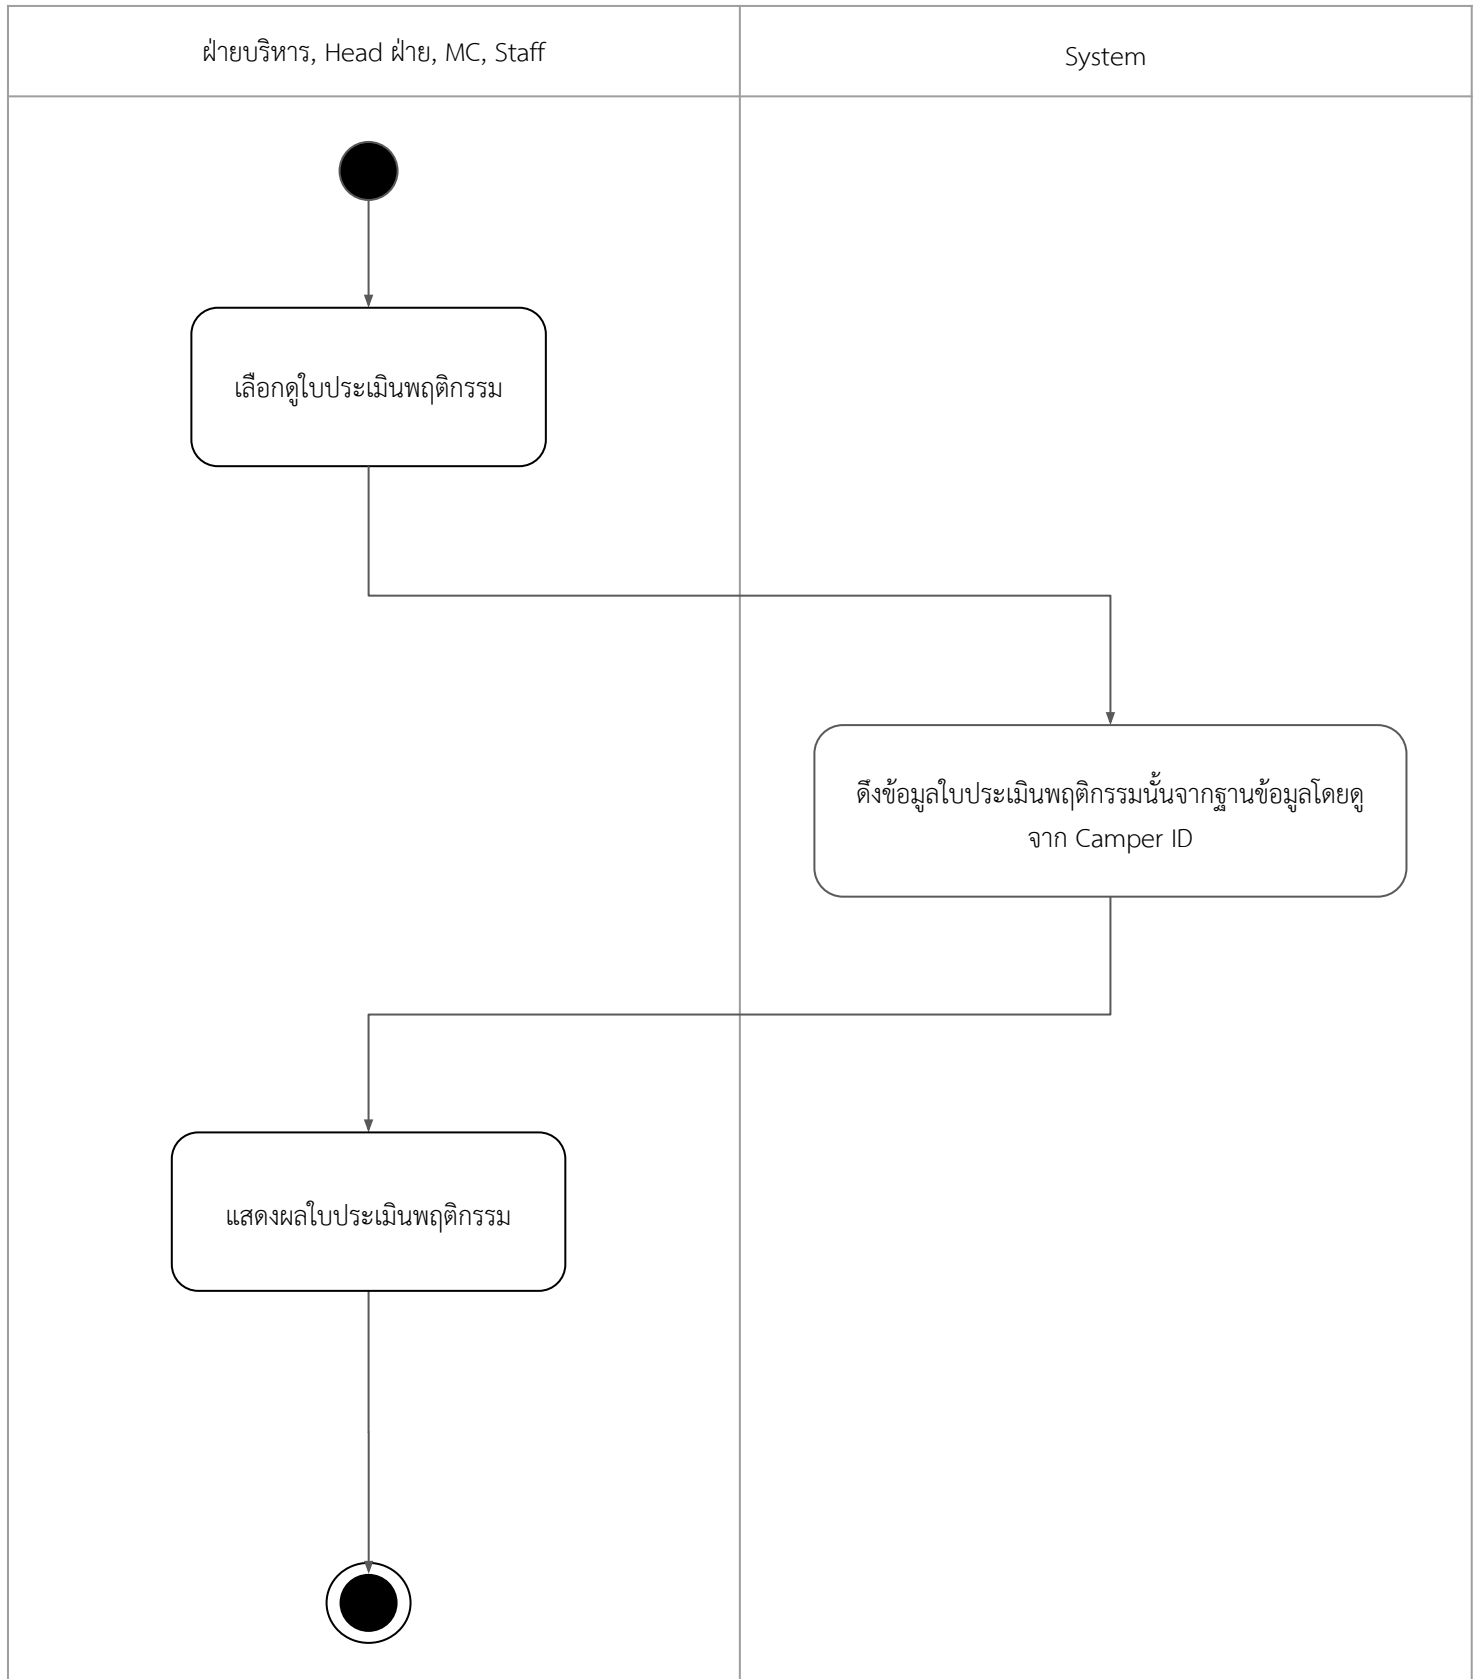 ฝ่ายบริหาร, Head ฝ่าย, MC, Staff
System
เลือกดูใบประเมินพฤติกรรม
ดึงข้อมูลใบประเมินพฤติกรรมนั้นจากฐานข้อมูลโดยดู
จาก Camper ID
แสดงผลใบประเมินพฤติกรรม